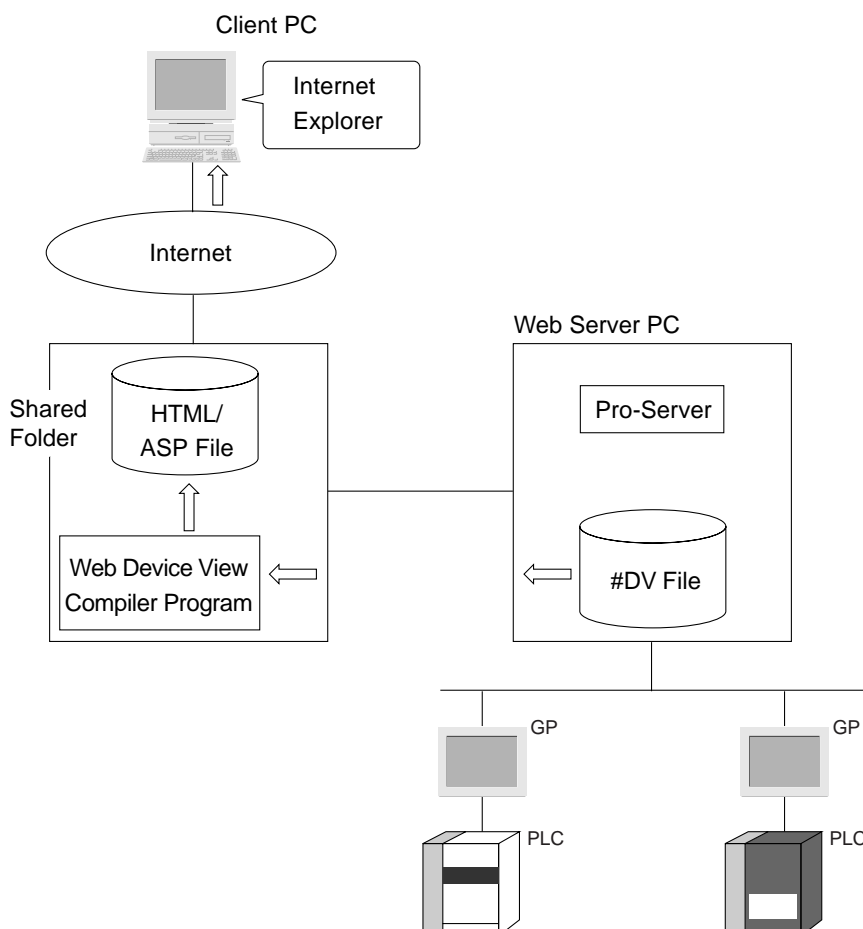 Client PC
Internet
Explorer
Internet
Web Server PC
Shared
Folder
HTML/
ASP File
Pro-Server
Web Device View
Compiler Program
#DV File
GP
GP
PLC
PLC